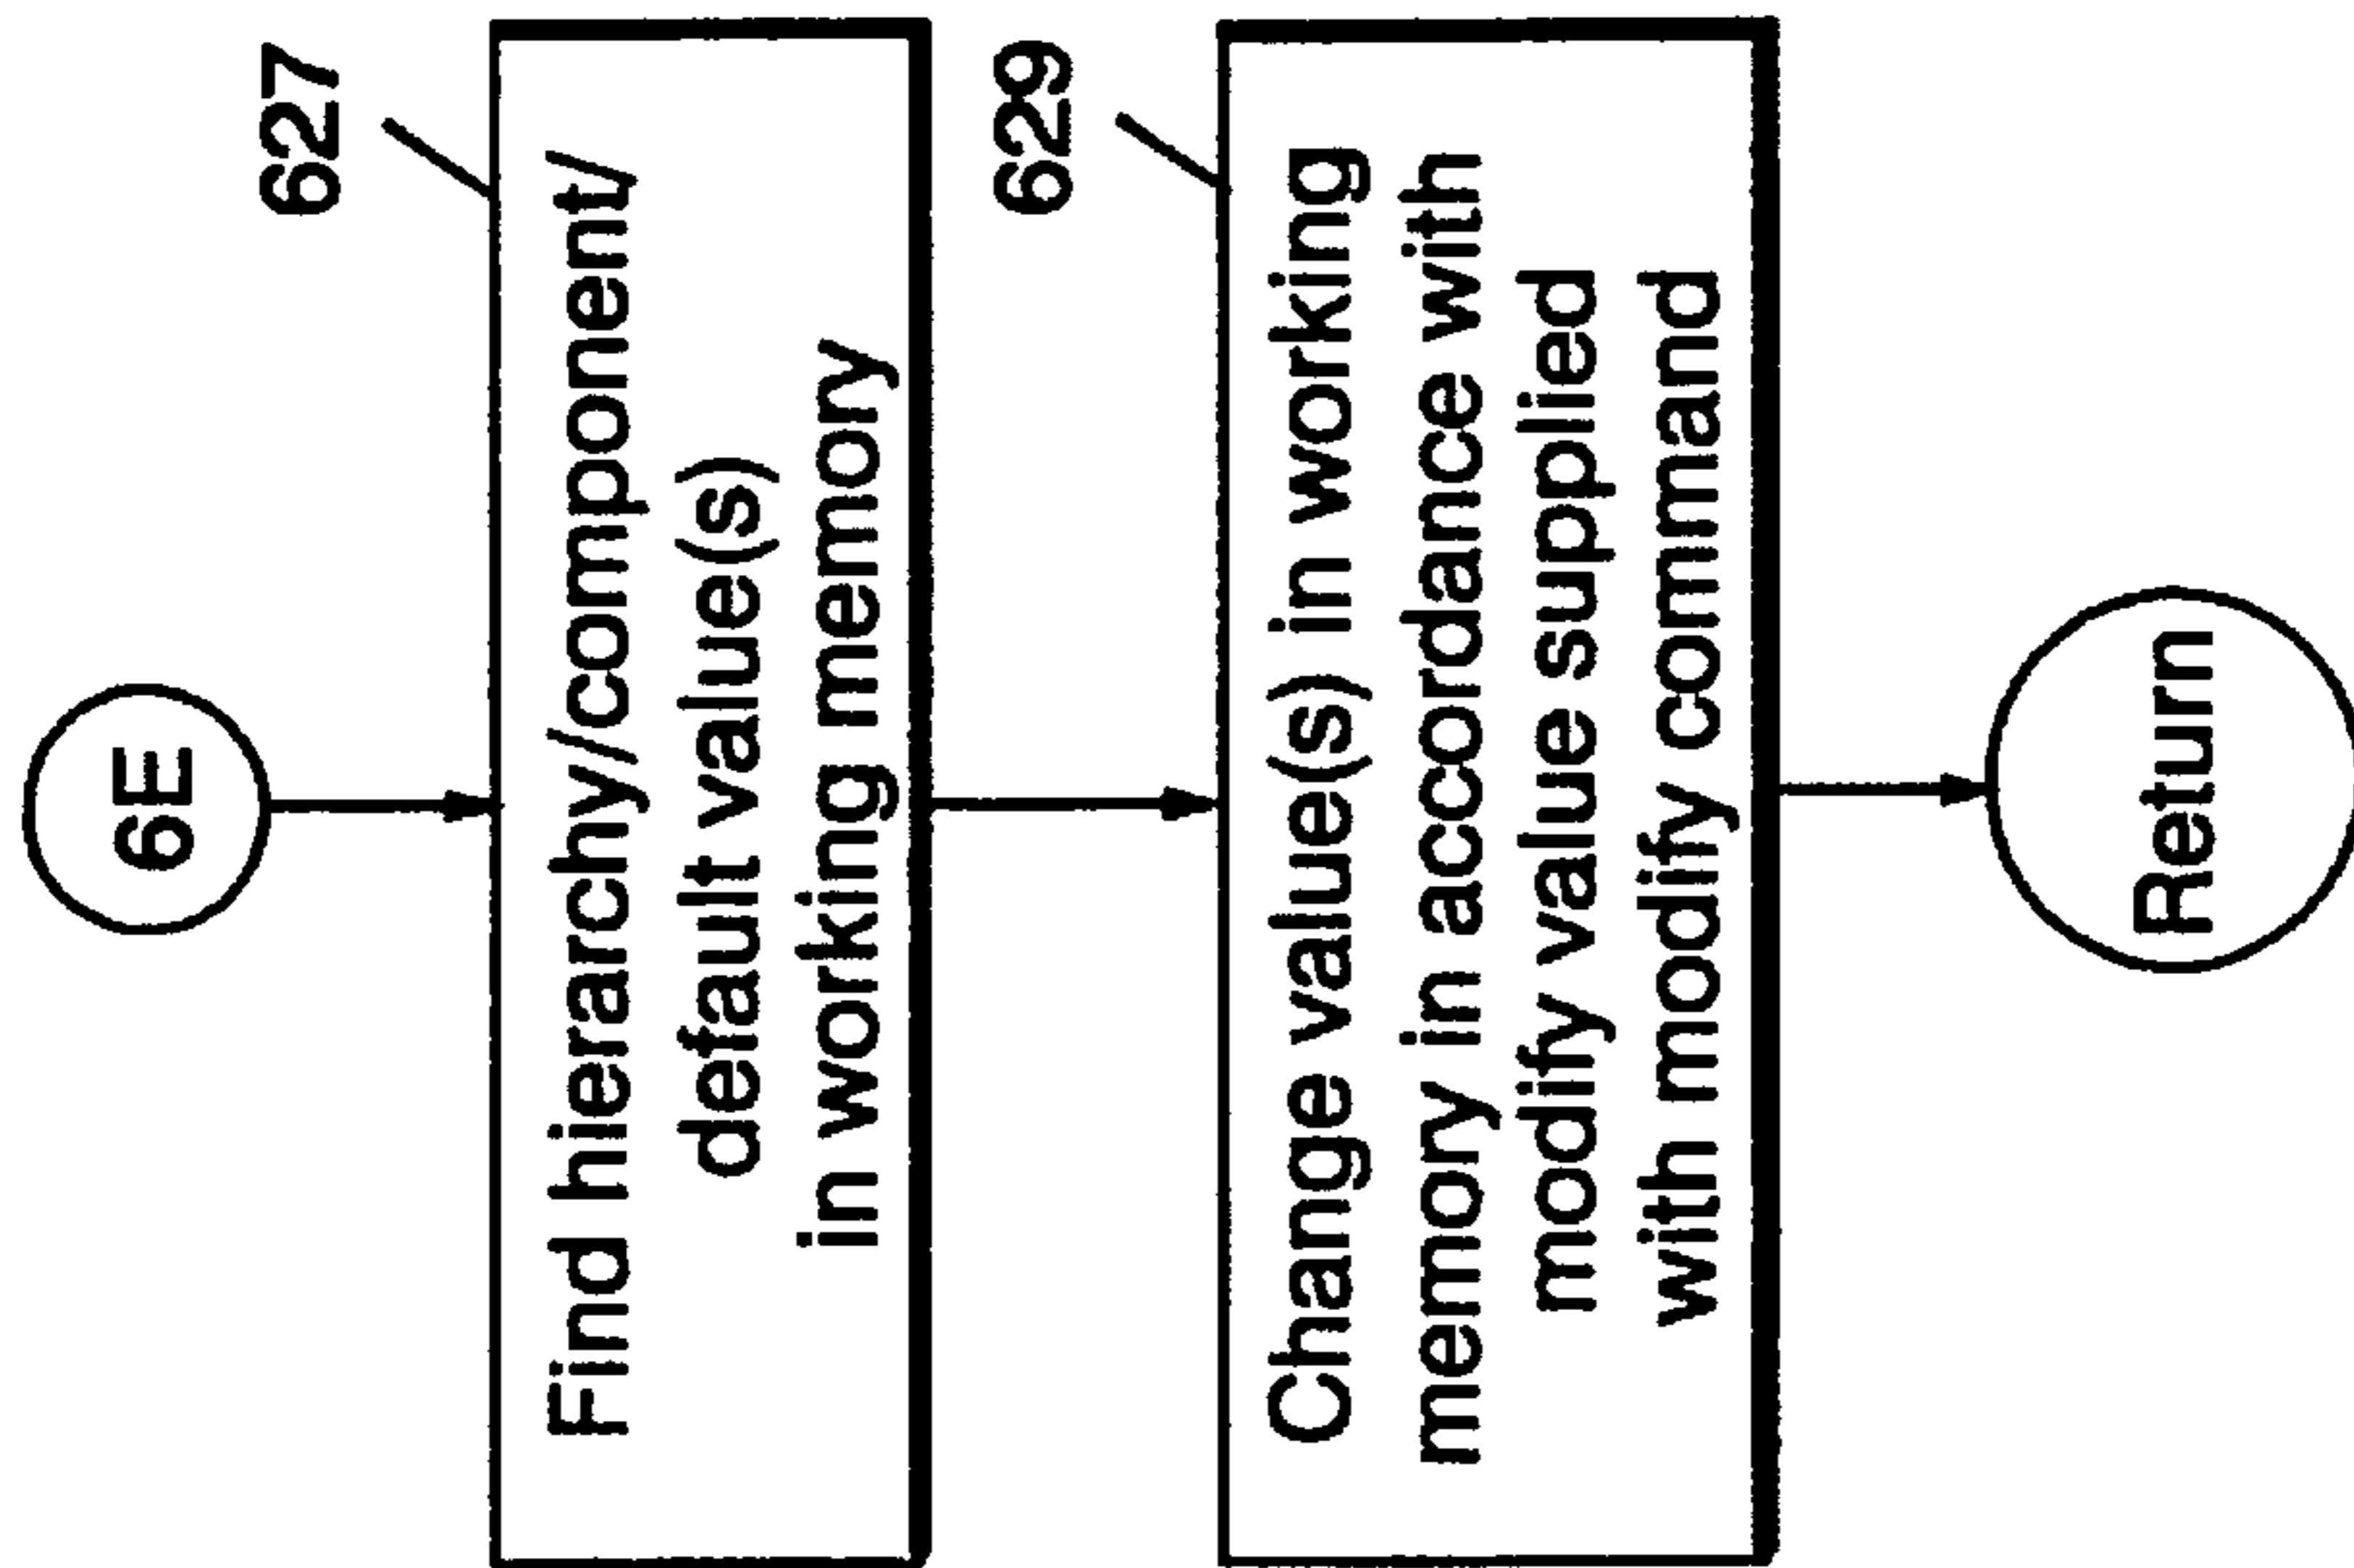 6E
627
Find hierarchy/component/
default value(s)
in working memory
629
Change value(s) in working
memory in accordance with
modify value supplied
with modify command
Return